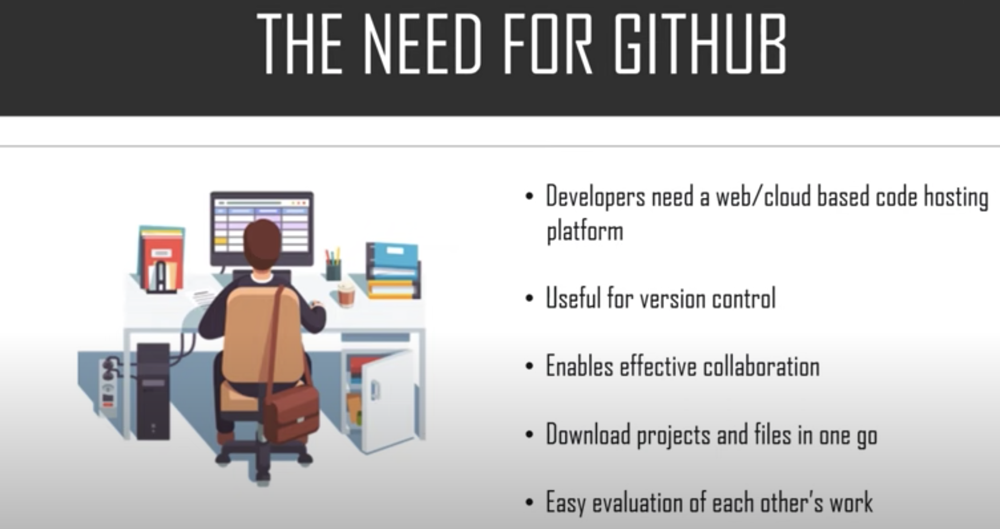 THE NEED FOR GITHUB
• Developers need a web/cloud based code hosting
platform
• Useful for version control
• Enables effective collaboration
• Download projects and files in one go
• Easy evaluation of each other's work